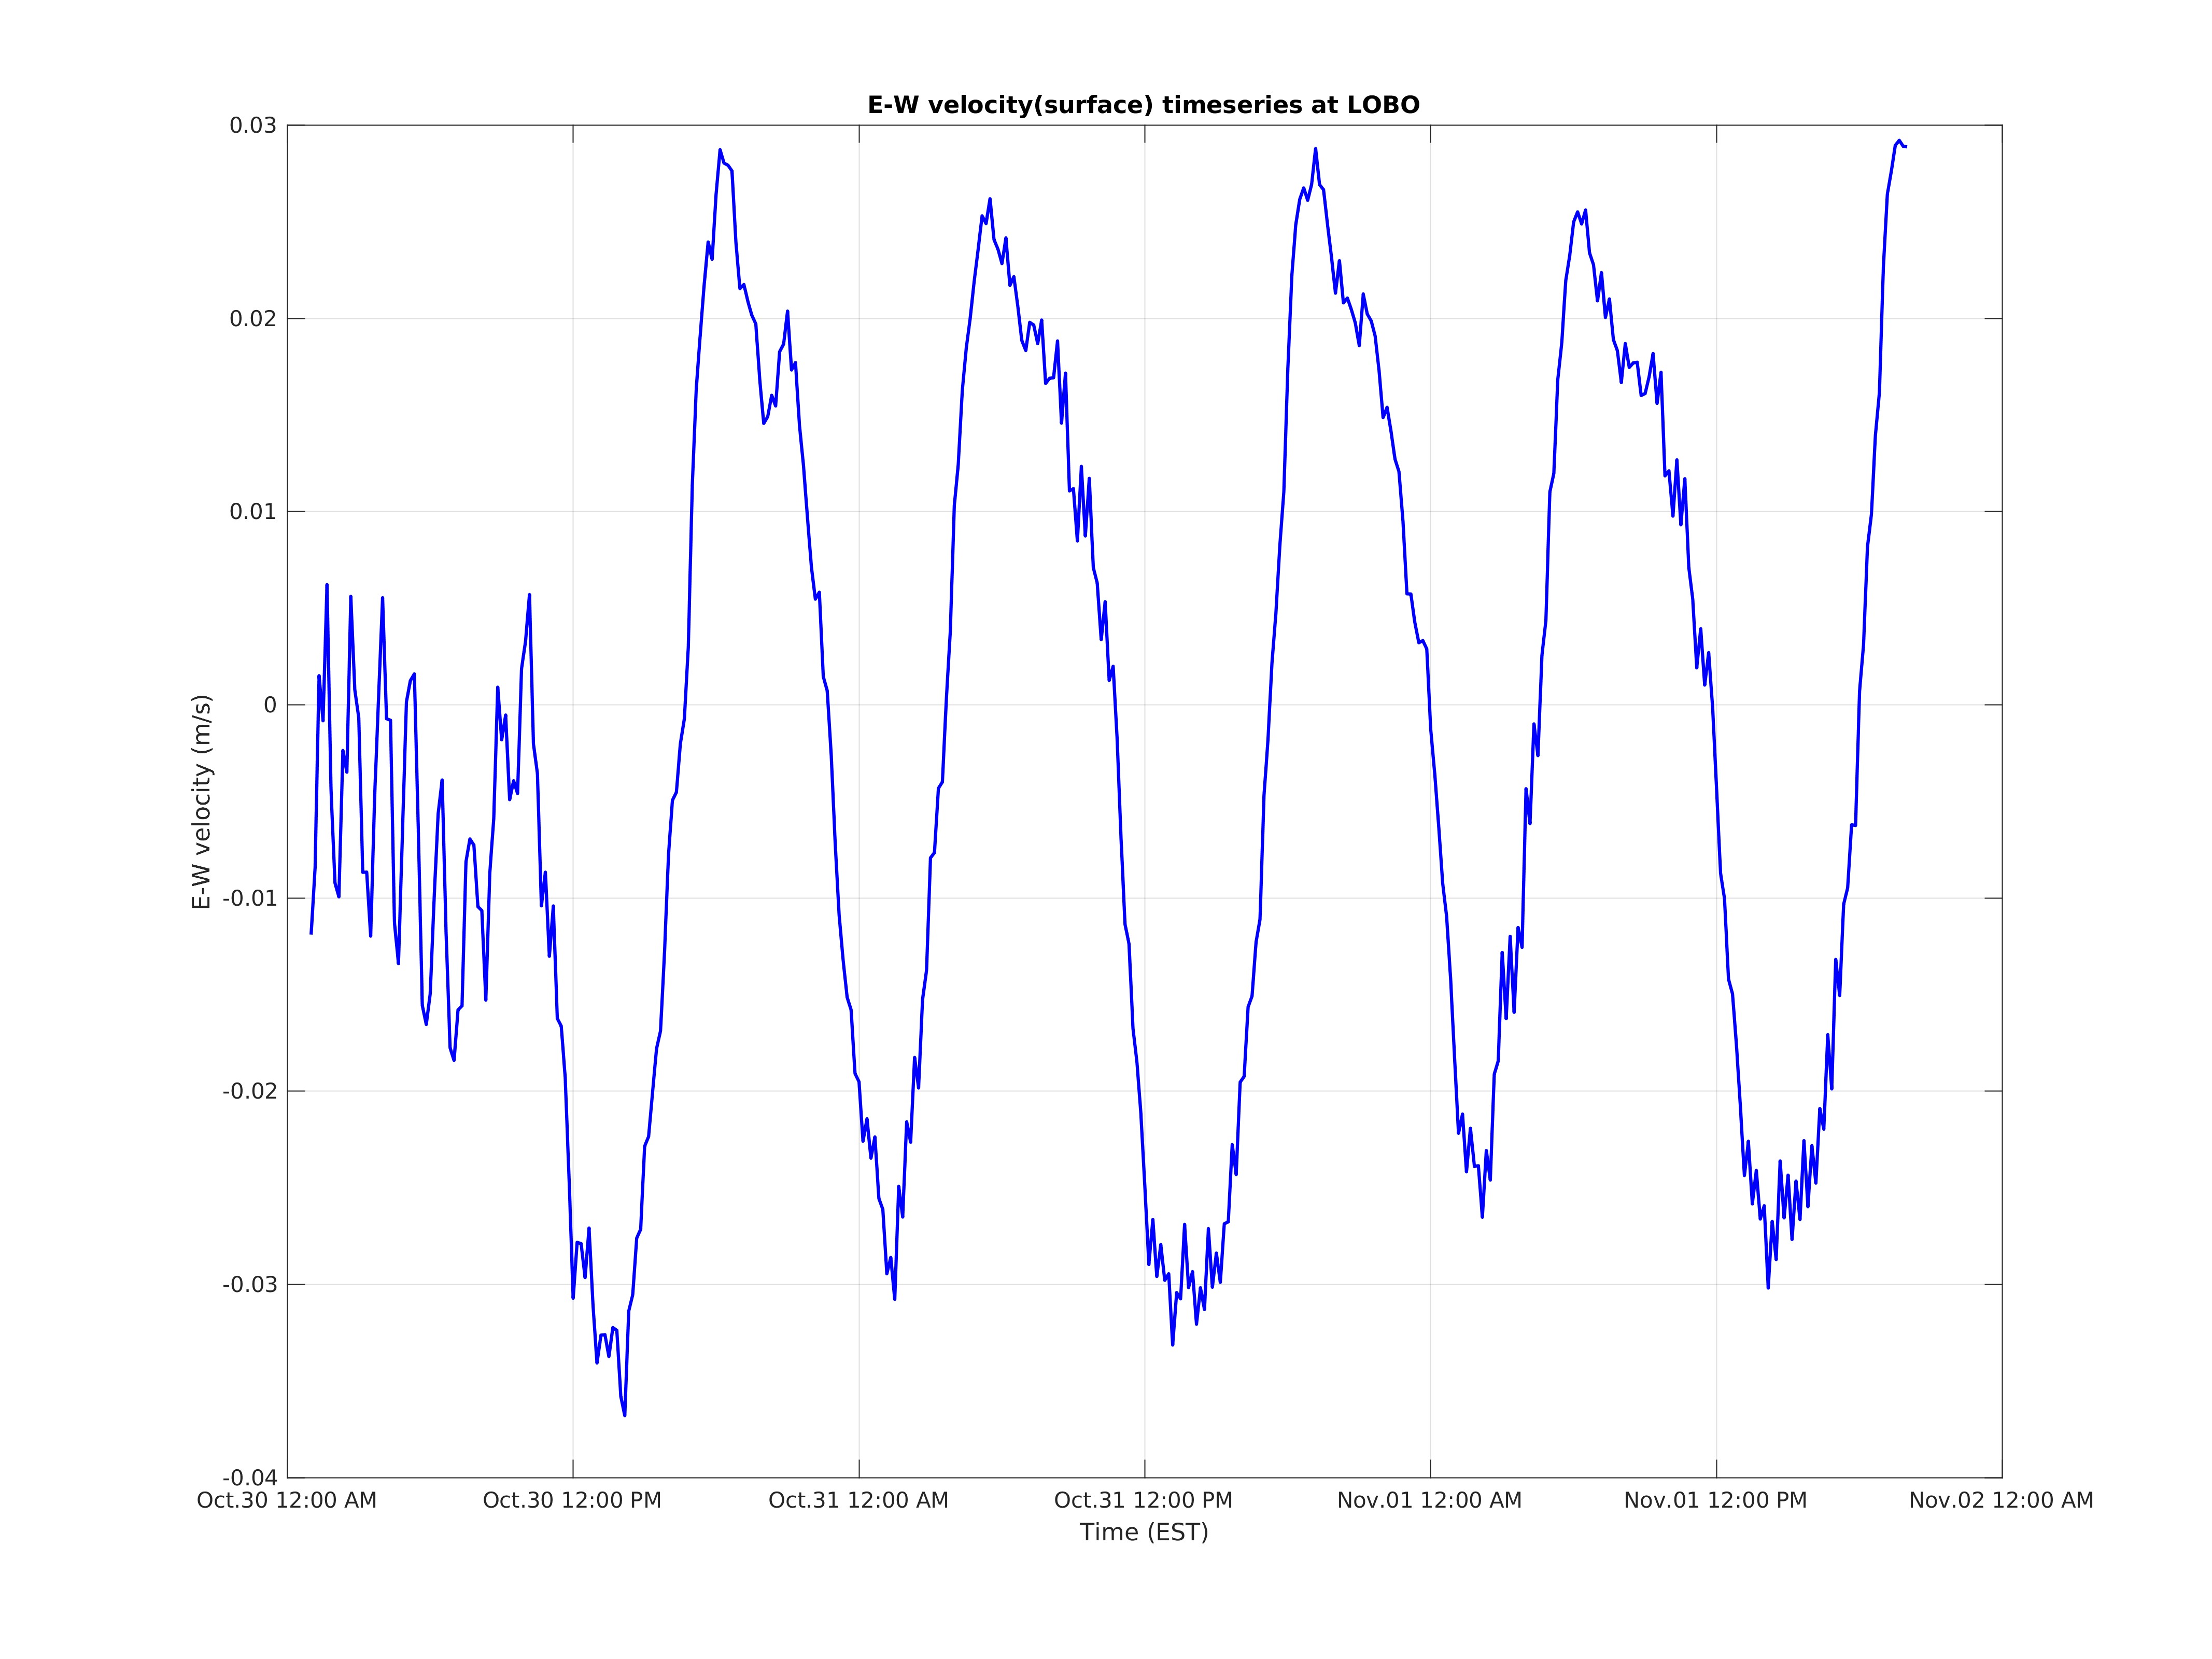 E-W velocity(surface) timeseries at LOBO
0.03
0.02
0.01
0
-0.01
-0.02
-0.03
-0.04
E-W velocity (m/s)
Oct.30 12:00 AM
Oct.30 12:00 PM
Oct.31 12:00 AM
Oct.31 12:00 PM
Nov.01 12:00 AM
Nov.01 12:00 PM
Nov.02 12:00 AM
Time (EST)